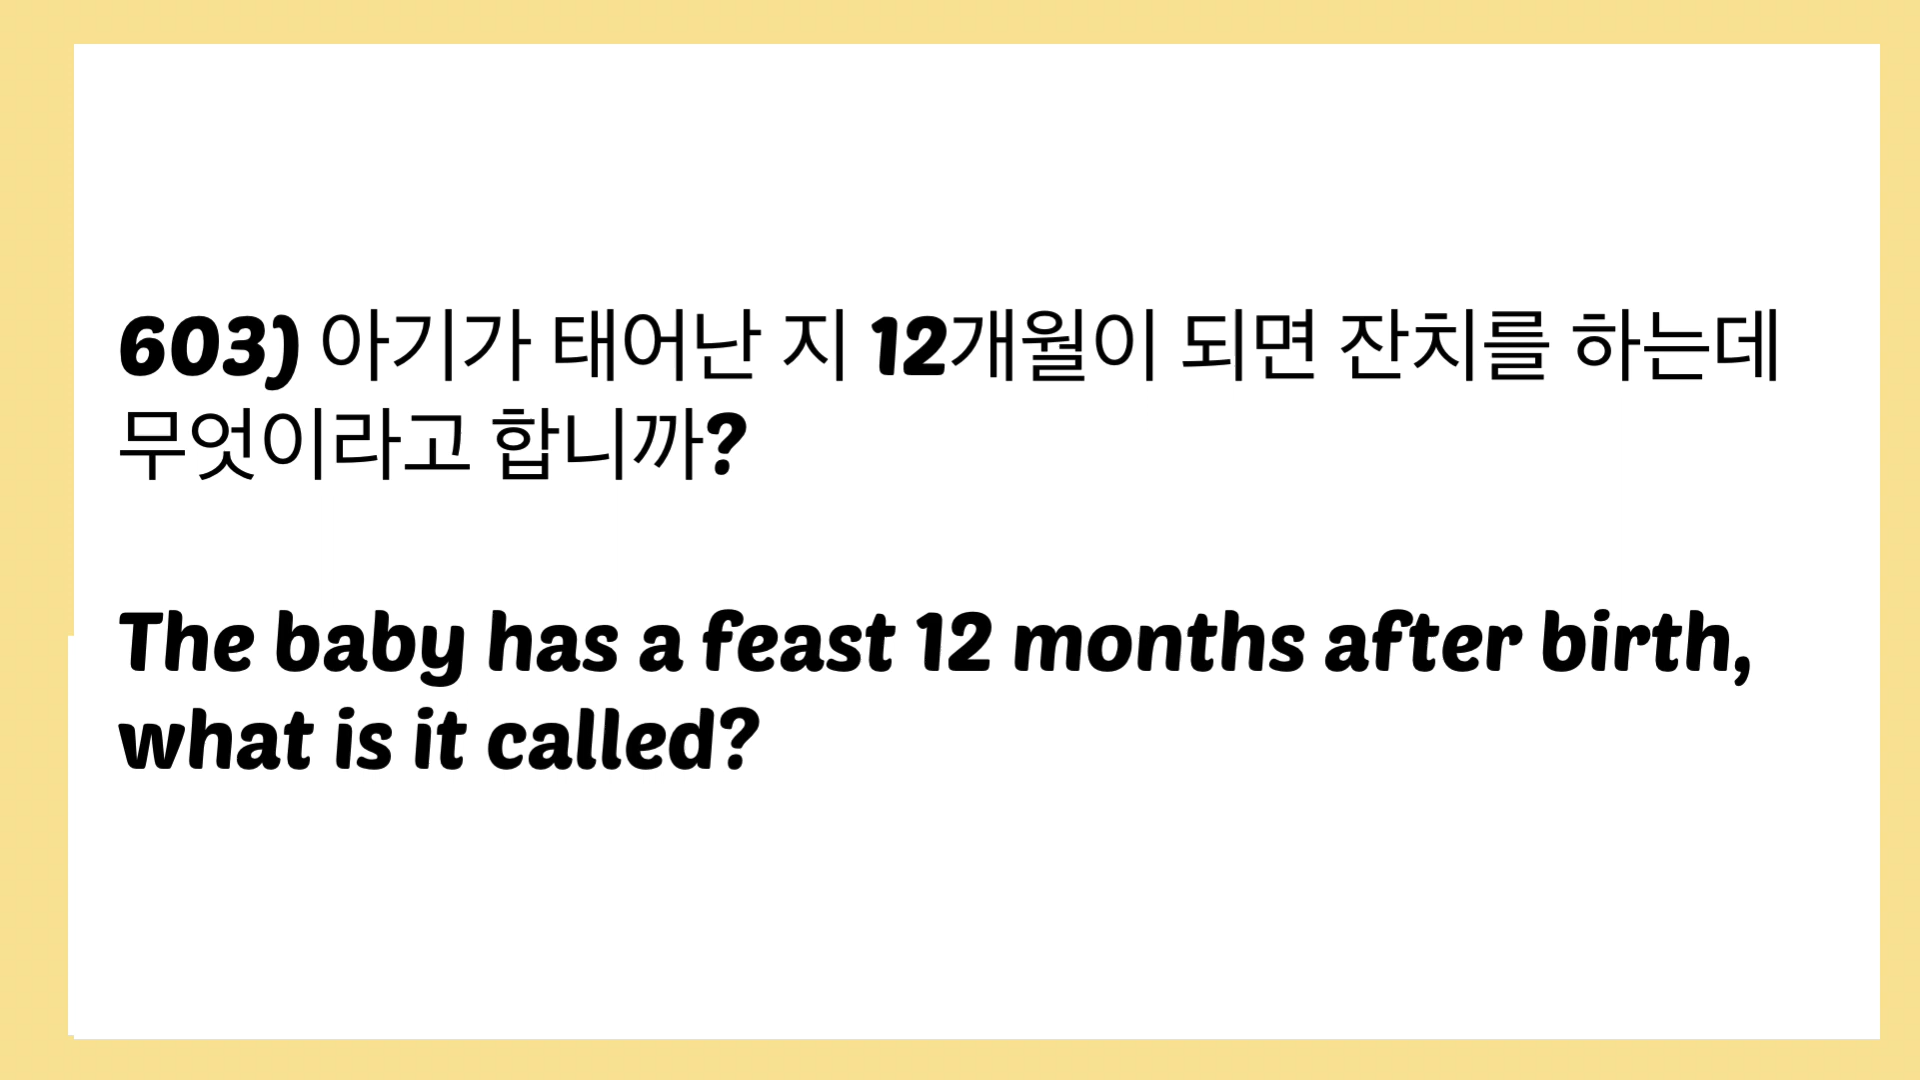 603) 아기가 태어난 지 12개월이 되면 잔치를 하는데
무엇이라고 합니까?
The baby has a feast 12 months after birth,
what is it called?